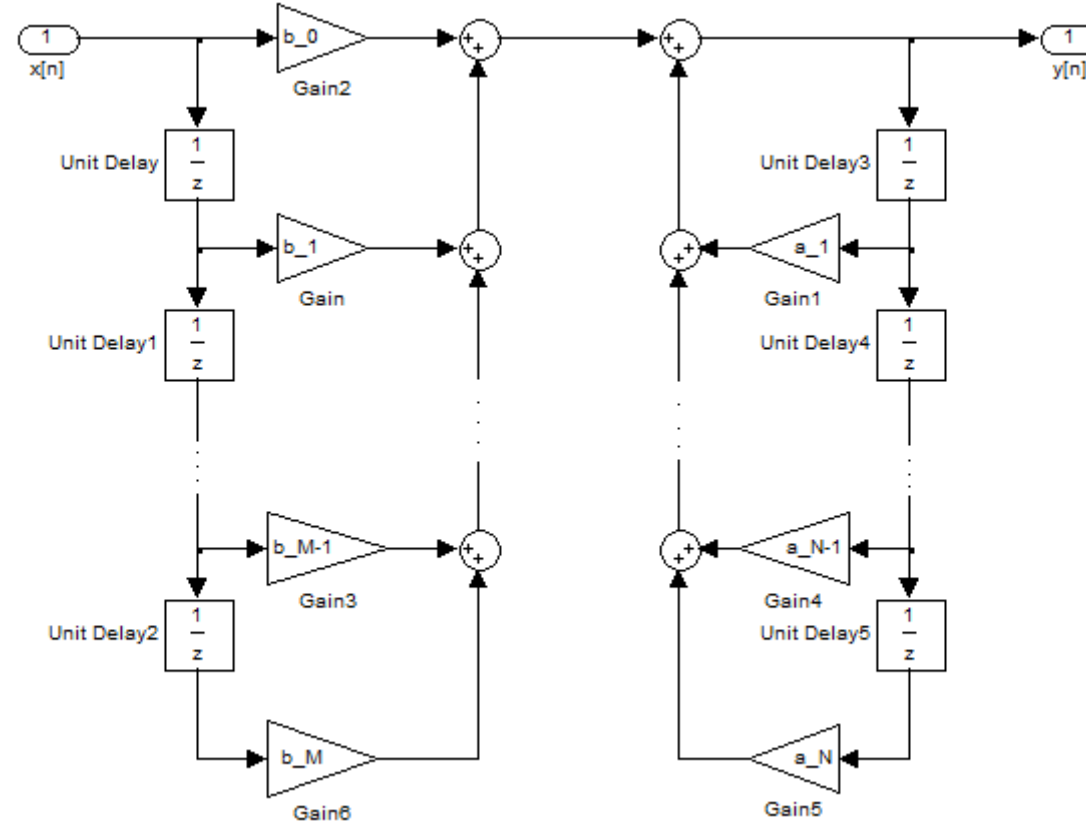 1
x[n]
b_0
Gain2
+
+
+
+
1
y[n]
Unit Delay
1
z
Unit Delay3
1
z
b_1
Gain
+
+
+
+
a_1
Gain1
Unit Delay1
1
z
Unit Delay4
1
z
b_M-1
Gain3
+
+
+
+
a_N-1
Gain4
Unit Delay2
1
z
Unit Delay5
1
z
b_M
Gain6
a_N
Gain5